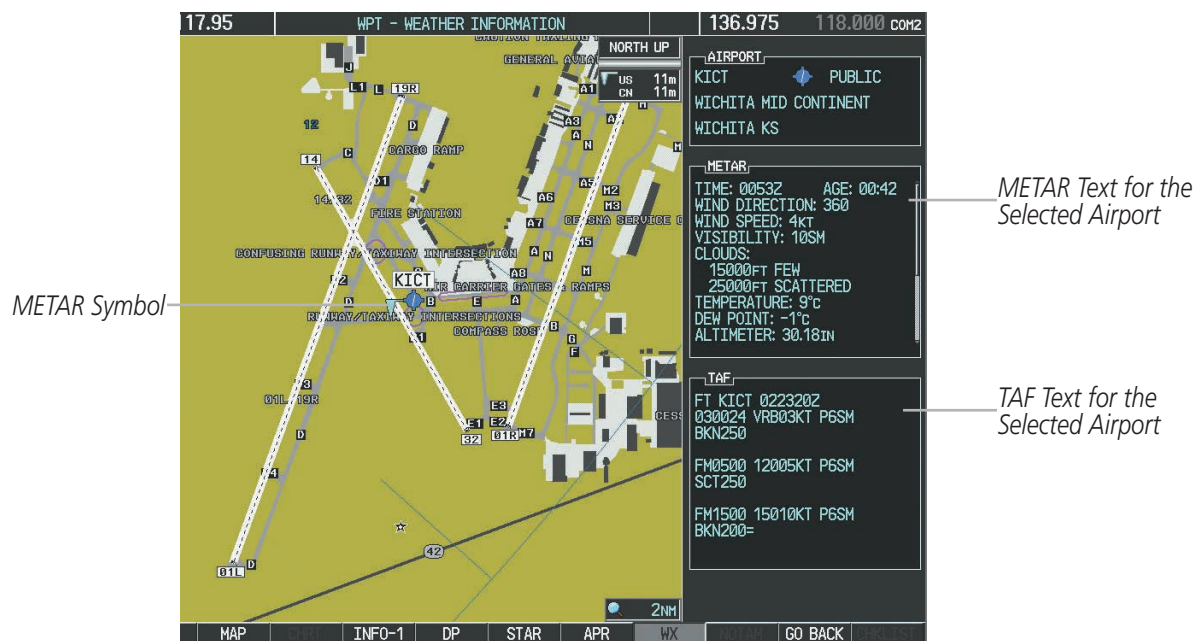 17.95
WPT - WEATHER INFORMATION
136.975
118.000 COM2
NORTH UP
US 11m
CN 11m
GENERAL AVIA
J
L1
L
19R
A1
12
D
A3
A
N
CARGO RAMP
14
C
D1
A5
M2
M3
A6
FIRE STATION
CESSNA SERVICE C
A7
M5
CONFUSING RUNWAY/TAXIWAY INTERSECTION
A
N
A8
M
KICT
AIR CARRIER GATES & RAMPS
D
B
E
A
RUNWAY/TAXIWAY INTERSECTIONS
COMPASS ROSE
B
G
F
01L/19R
D
E3
E1
E2
M7
32
01R
CESS
42
01L
D
2NM
AIRPORT
KICT PUBLIC
WICHITA MID CONTINENT
WICHITA KS
METAR
TIME: 0053Z AGE: 00:42
WIND DIRECTION: 360
WIND SPEED: 4KT
VISIBILITY: 10SM
CLOUDS:
15000FT FEW
25000FT SCATTERED
TEMPERATURE: 9°C
DEW POINT: -1°C
ALTIMETER: 30.18IN
TAF
FT KICT 022320Z
030024 VRB03KT P6SM
BKN250
FM0500 12005KT P6SM
SCT250
FM1500 15010KT P6SM
BKN200=
MAP
CHRT
INFO-1
DP
STAR
APR
WX
NOTAM
GO BACK
CHKLIST
METAR Symbol
METAR Text for the
Selected Airport
TAF Text for the
Selected Airport